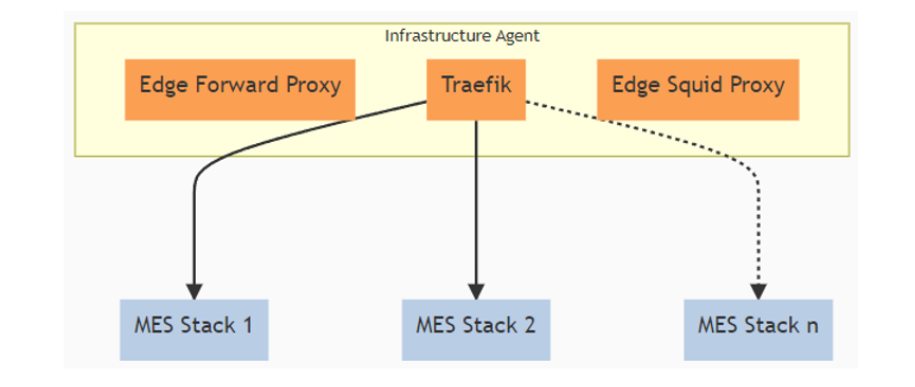 Infrastructure Agent
Edge Forward Proxy
Traefik
Edge Squid Proxy
MES Stack 1
MES Stack 2
MES Stack n